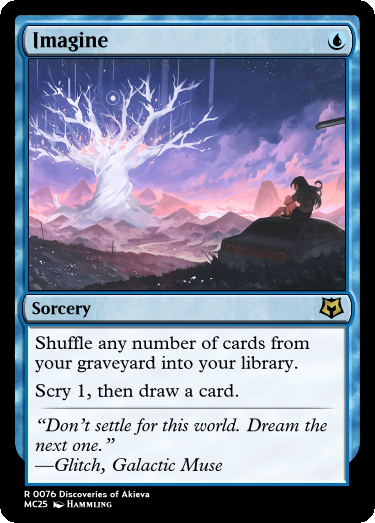 Imagine
Sorcery
Shuffle any number of cards from
your graveyard into your library.
Scry 1, then draw a card.
“Don’t settle for this world. Dream the
next one.”
—Glitch, Galactic Muse
R 0076 Discoveries of Akieva
MC25 Hammling